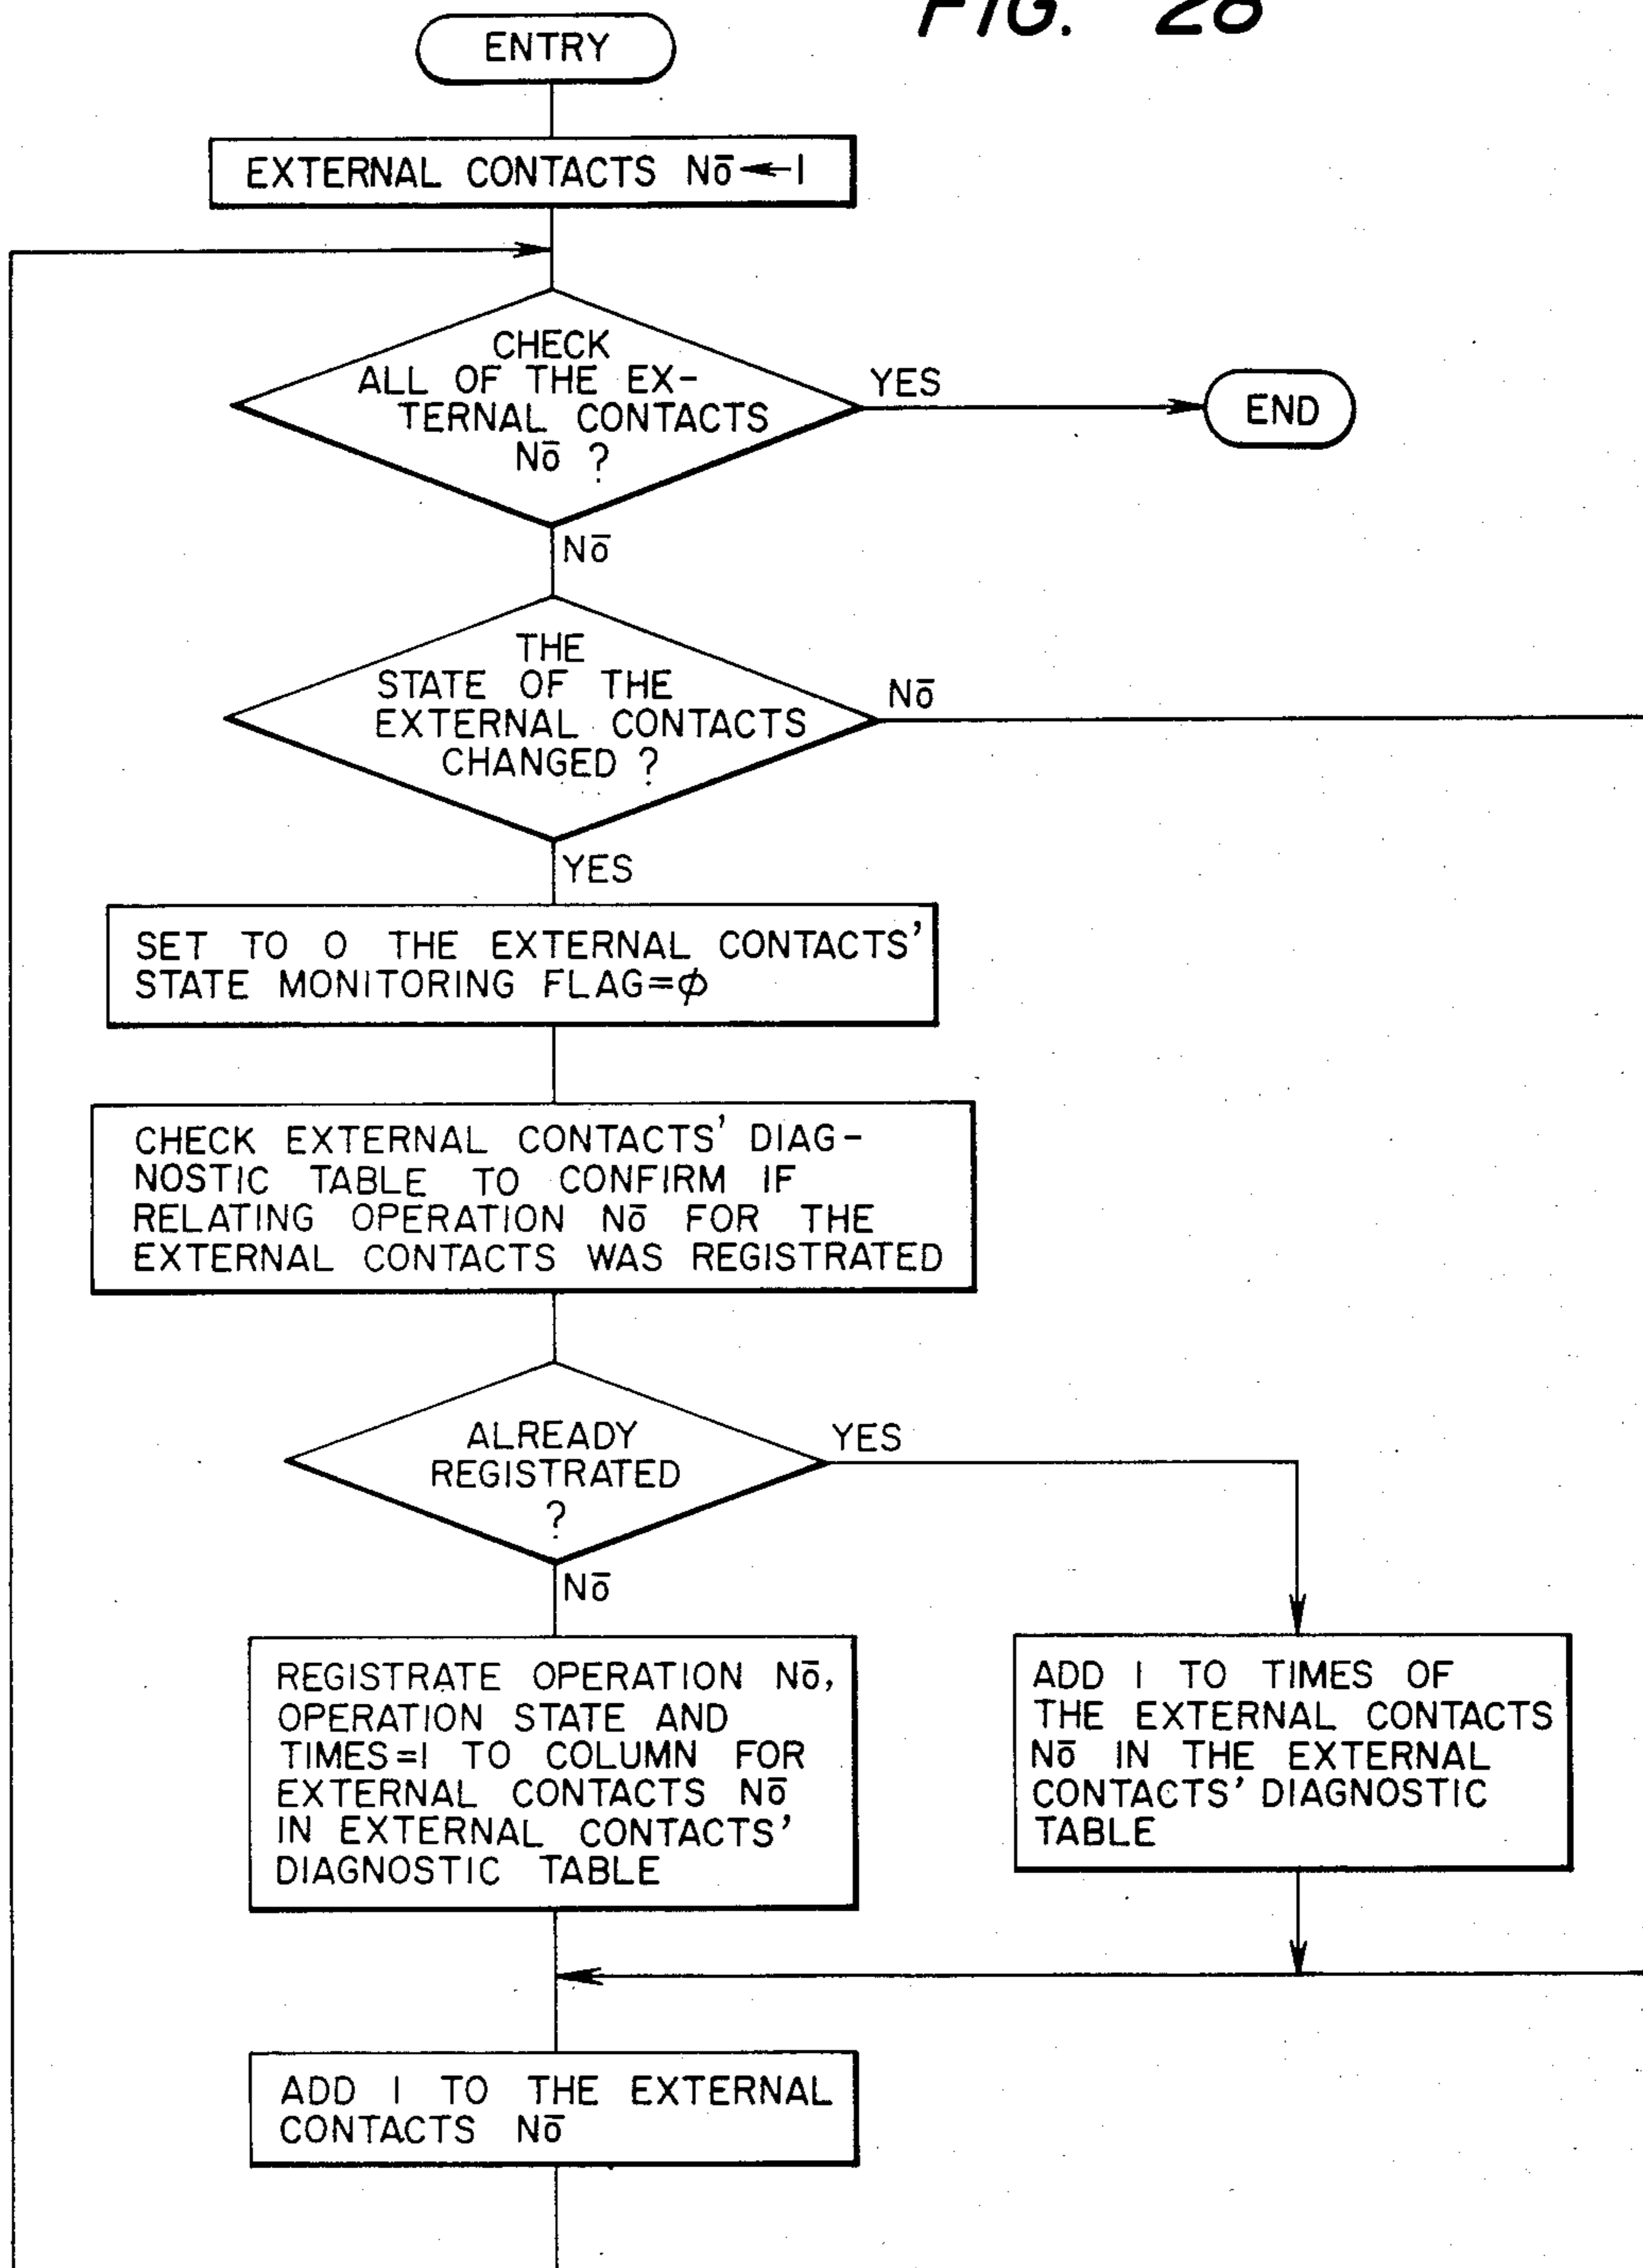 FIG. 28
ENTRY
EXTERNAL CONTACTS Nō←1
CHECK
ALL OF THE EX-
TERNAL CONTACTS
Nō ?
YES
END
Nō
THE
STATE OF THE
EXTERNAL CONTACTS
CHANGED ?
Nō
YES
SET TO 0 THE EXTERNAL CONTACTS'
STATE MONITORING FLAG=φ
CHECK EXTERNAL CONTACTS' DIAG-
NOSTIC TABLE TO CONFIRM IF
RELATING OPERATION Nō FOR THE
EXTERNAL CONTACTS WAS REGISTRATED
ALREADY
REGISTRATED
?
YES
Nō
REGISTRATE OPERATION Nō,
OPERATION STATE AND
TIMES=1 TO COLUMN FOR
EXTERNAL CONTACTS Nō
IN EXTERNAL CONTACTS'
DIAGNOSTIC TABLE
ADD 1 TO TIMES OF
THE EXTERNAL CONTACTS
Nō IN THE EXTERNAL
CONTACTS' DIAGNOSTIC
TABLE
ADD 1 TO THE EXTERNAL
CONTACTS Nō